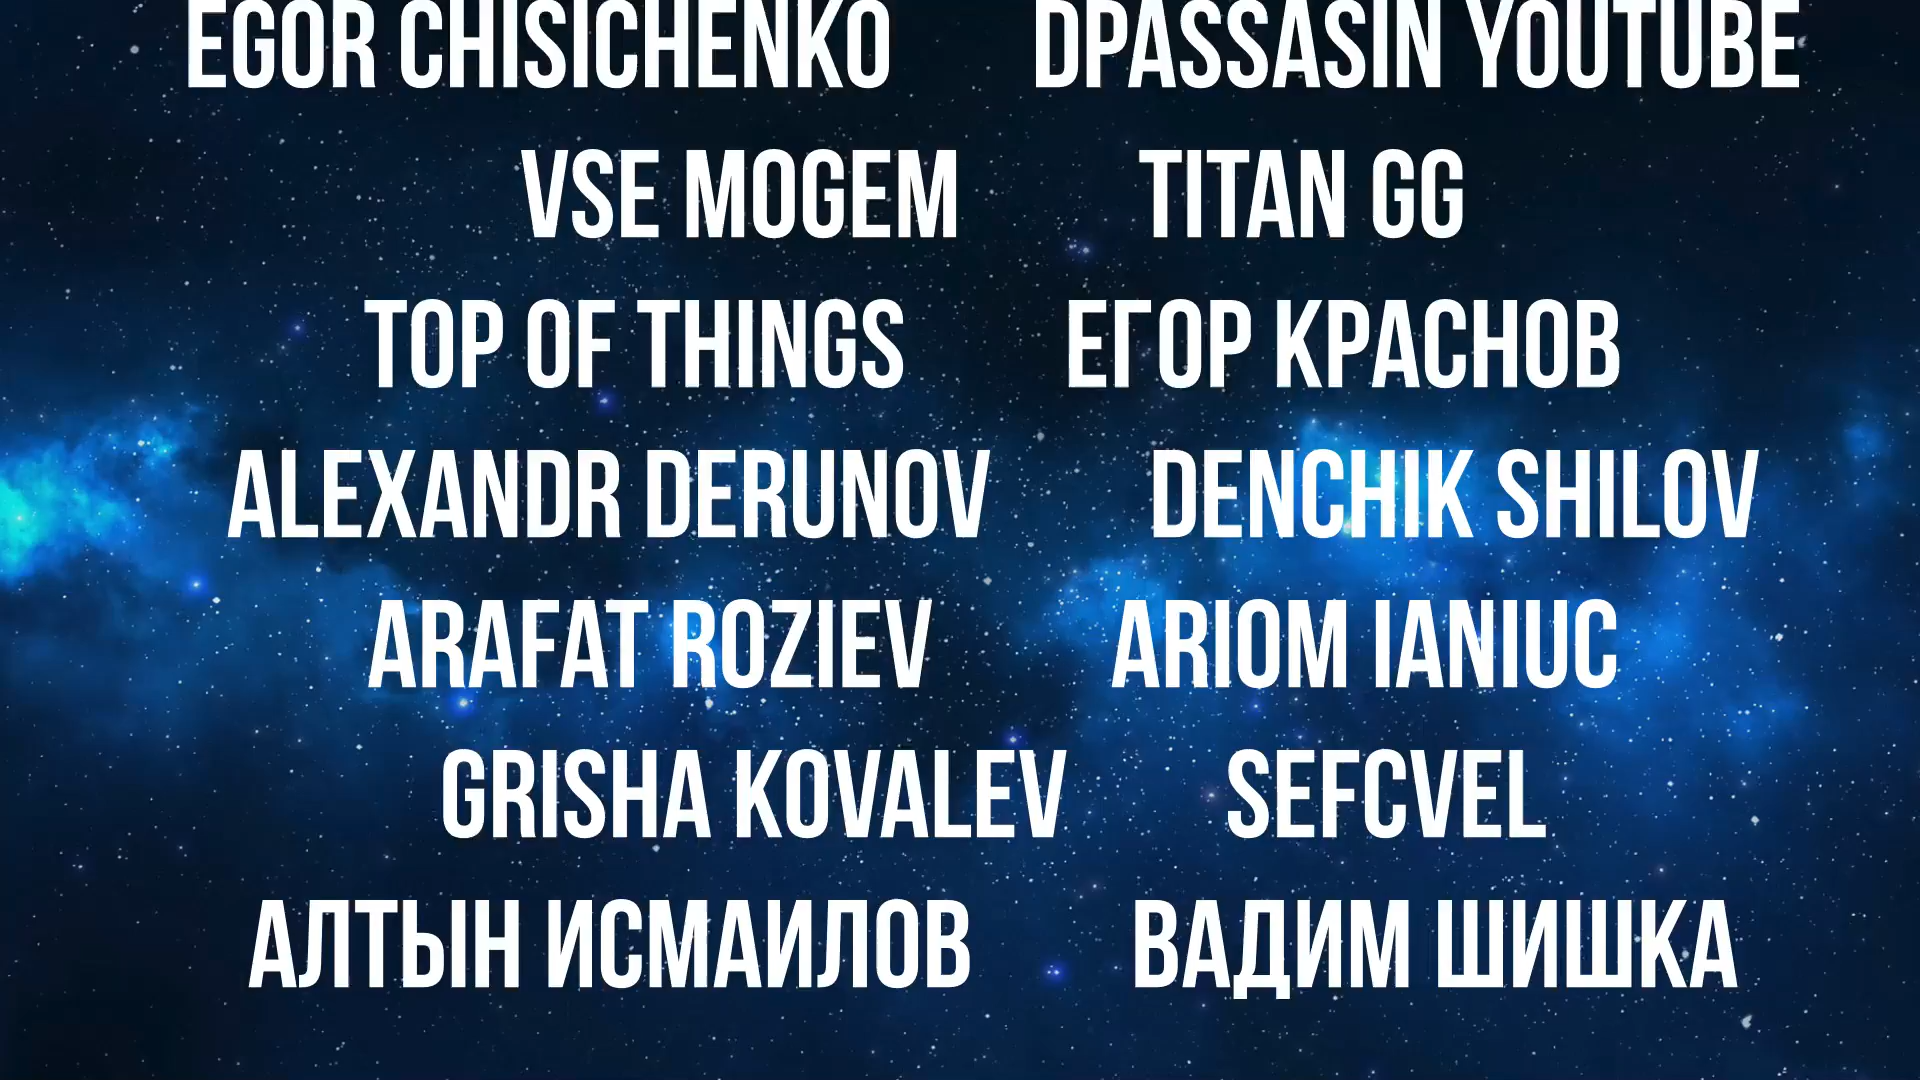 EGOR CHISICHENKO DPASSASIN YOUTUBE
VSE MOGEM TITAN GG
TOP OF THINGS ЕГОР КРАСНОВ
ALEXANDR DERUNOV DENCHIK SHILOV
ARAFAT ROZIEV ARIOM IANIUC
GRISHA KOVALEV SEFCVEL
АЛТЫН ИСМАИЛОВ ВАДИМ ШИШКА